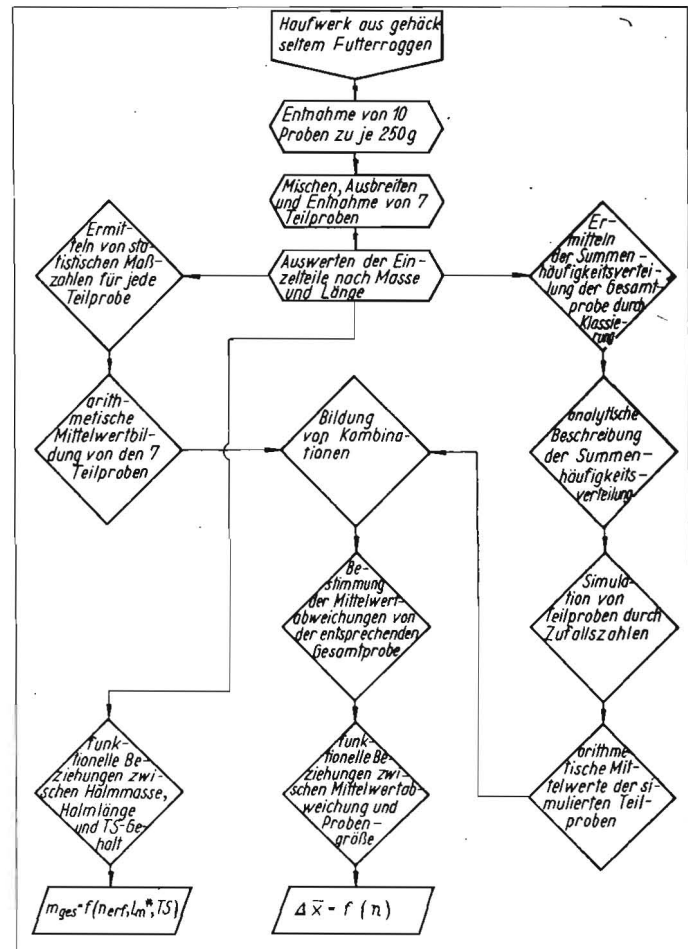 Haufwerk aus gehäck
seltem Futterroggen
Entnahme von 10
Proben zu je 250g
Mischen, Ausbreiten
und Entnahme von 7
Teilproben
Auswerten der Ein-
zelteile nach Masse
und Länge
Ermit-
teln von sta-
tistischen Maß-
zahlen für jede
Teilprobe
arith-
metische
Mittelwertbil-
dung von den 7
Teilproben
Er-
mitteln
der Summen-
häufigkeitsvertei-
lung der Gesamt-
probe durch
Klassie-
rung
analytische
Beschreibung
der Summen-
häufigkeits-
verteilung
Simula-
tion von
Teilproben durch
Zufallszahlen
arithme-
tische Mit-
telwerte der si-
mulierten Teil-
proben
Bildung
von Kombina-
tionen
Be-
stimmung
der Mittelwert-
abweichungen von
der entsprechenden
Gesamtprobe
funk-
tionelle Be-
ziehungen zwi-
schen Mittelwertab-
weichung und
Proben-
größe
Δx̄ = f (n)
funk-
tionelle Be-
ziehungen zwi-
schen Halmmasse,
Halmlänge
und TS-Ge-
halt
mges=f(nerf,Lm*,TS)